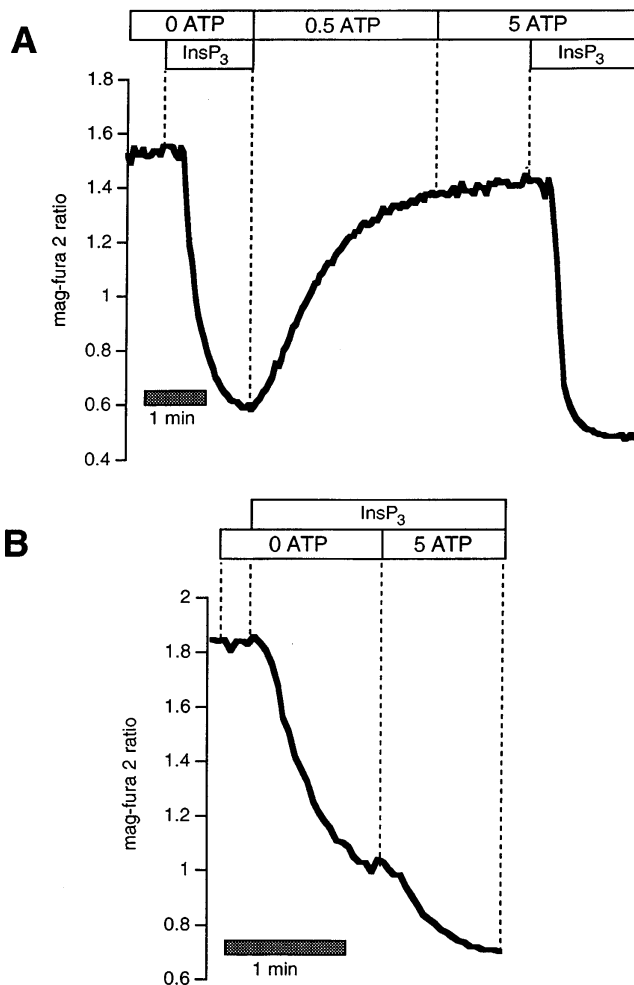 A
0 ATP 0.5 ATP 5 ATP
InsP3 InsP3
1.8
1.6
1.4
1.2
1
0.8
0.6
0.4
mag-fura 2 ratio
1 min
B
InsP3
0 ATP 5 ATP
2
1.8
1.6
1.4
1.2
1
0.8
0.6
mag-fura 2 ratio
1 min